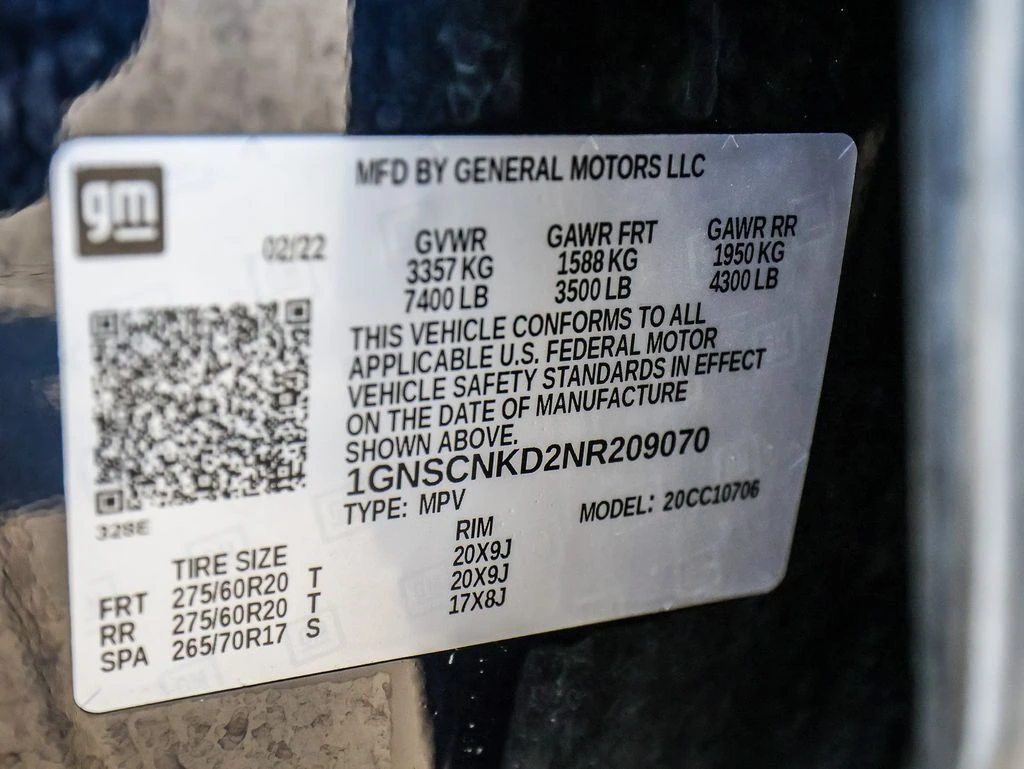 gm
MFD BY GENERAL MOTORS LLC
02/22
GVWR GAWR FRT GAWR RR
3357 KG 1588 KG 1950 KG
7400 LB 3500 LB 4300 LB
THIS VEHICLE CONFORMS TO ALL
APPLICABLE U.S. FEDERAL MOTOR
VEHICLE SAFETY STANDARDS IN EFFECT
ON THE DATE OF MANUFACTURE
SHOWN ABOVE.
1GNSCNKD2NR209070
TYPE: MPV MODEL: 20CC10706
328E
TIRE SIZE RIM
FRT 275/60R20 T 20X9J
RR 275/60R20 T 20X9J
SPA 265/70R17 S 17X8J